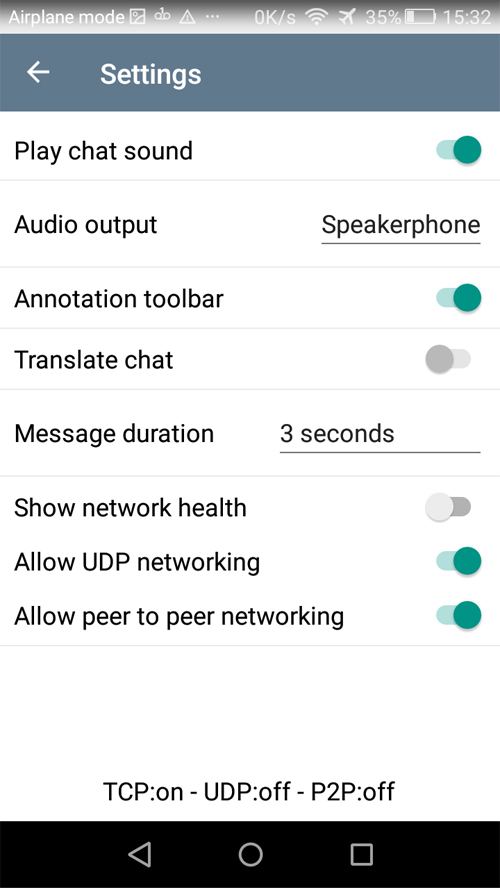 Airplane mode ... 0K/s 35% 15:32
Settings
Play chat sound
Audio output Speakerphone
Annotation toolbar
Translate chat
Message duration 3 seconds
Show network health
Allow UDP networking
Allow peer to peer networking
TCP:on - UDP:off - P2P:off